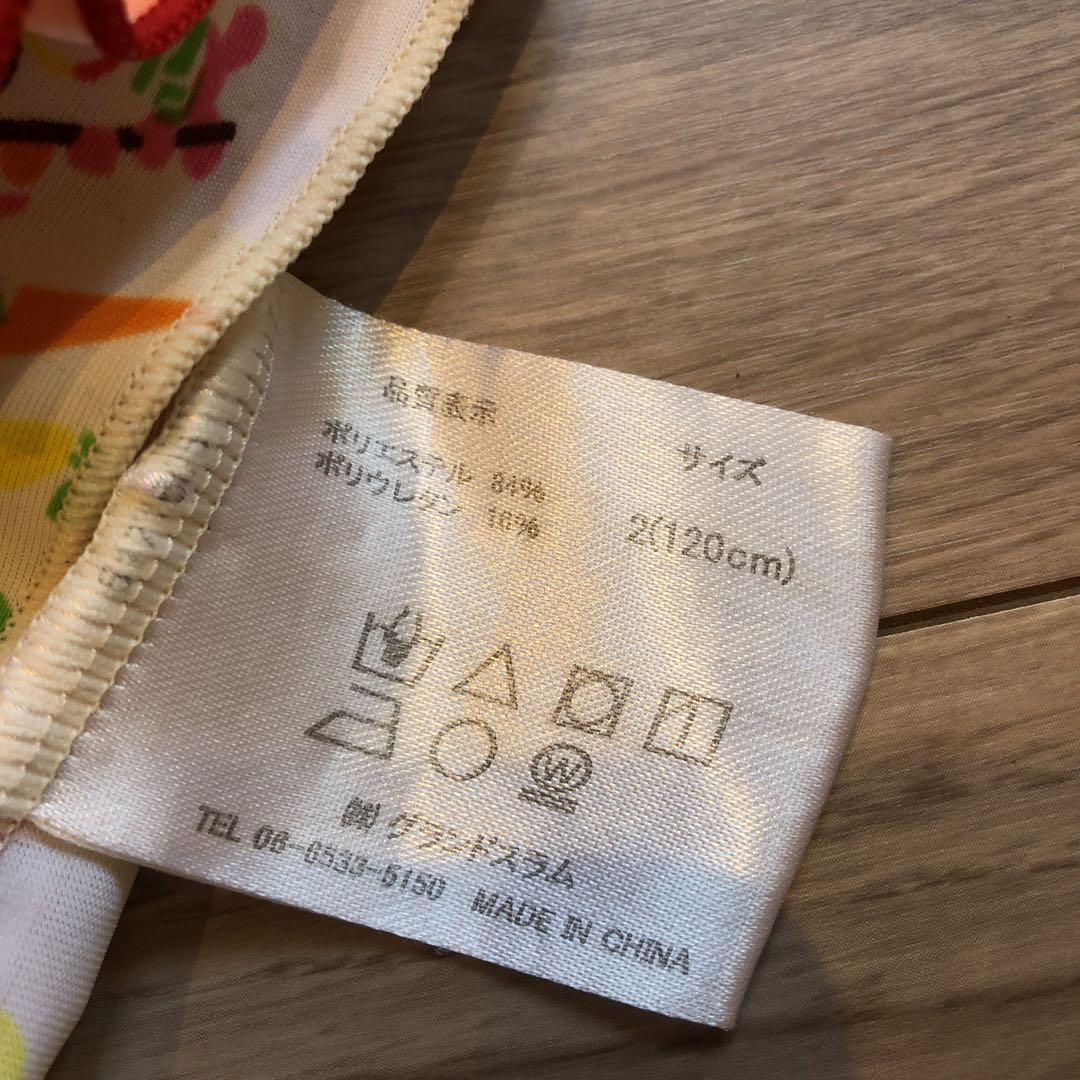 品質表示
ポリエステル 84%
ポリウレタン 16%
サイズ
2(120cm)
W
㈱グランドスラム
TEL 06-6533-5150 MADE IN CHINA